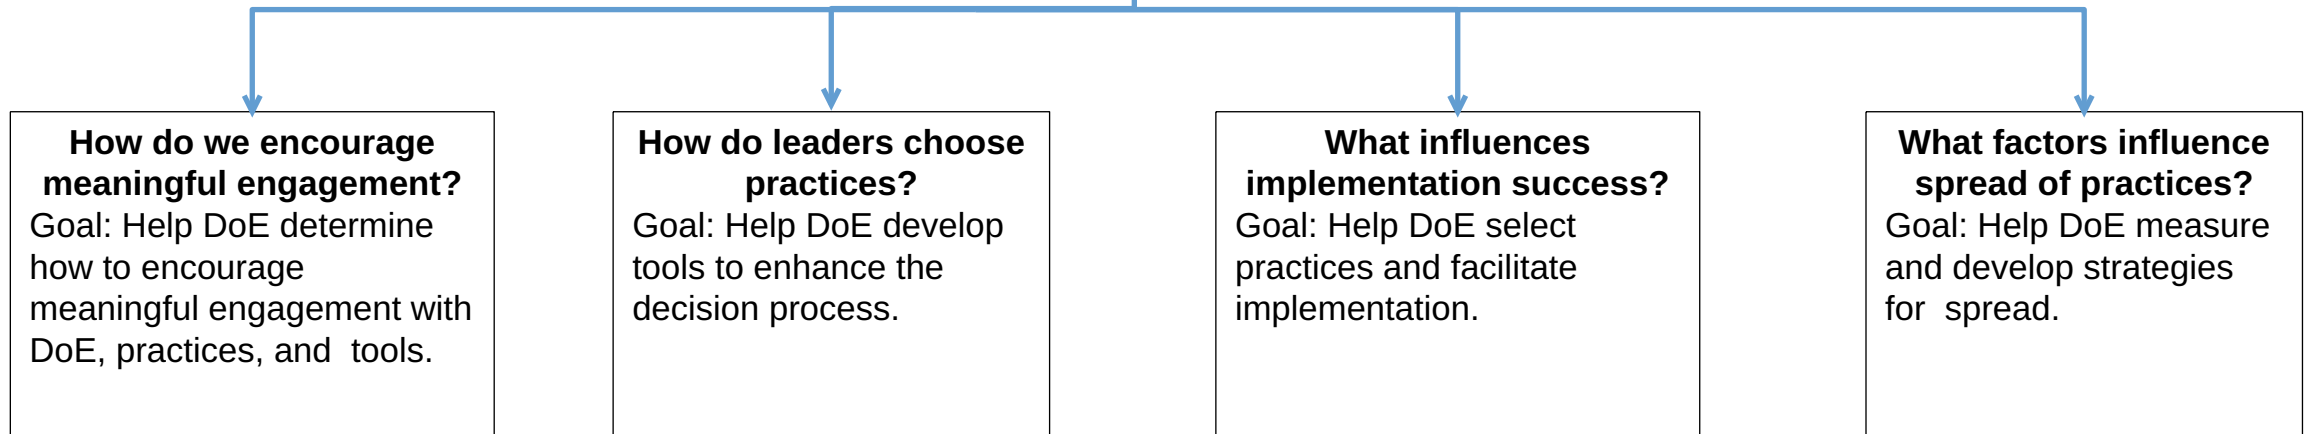 How do we encourage
meaningful engagement?
Goal: Help DoE determine
how to encourage
meaningful engagement with
DoE, practices, and  tools.
How do leaders choose
practices?
Goal: Help DoE develop
tools to enhance the
decision process.
What influences
implementation success?
Goal: Help DoE select
practices and facilitate
implementation.
What factors influence
spread of practices?
Goal: Help DoE measure
and develop strategies
for  spread.